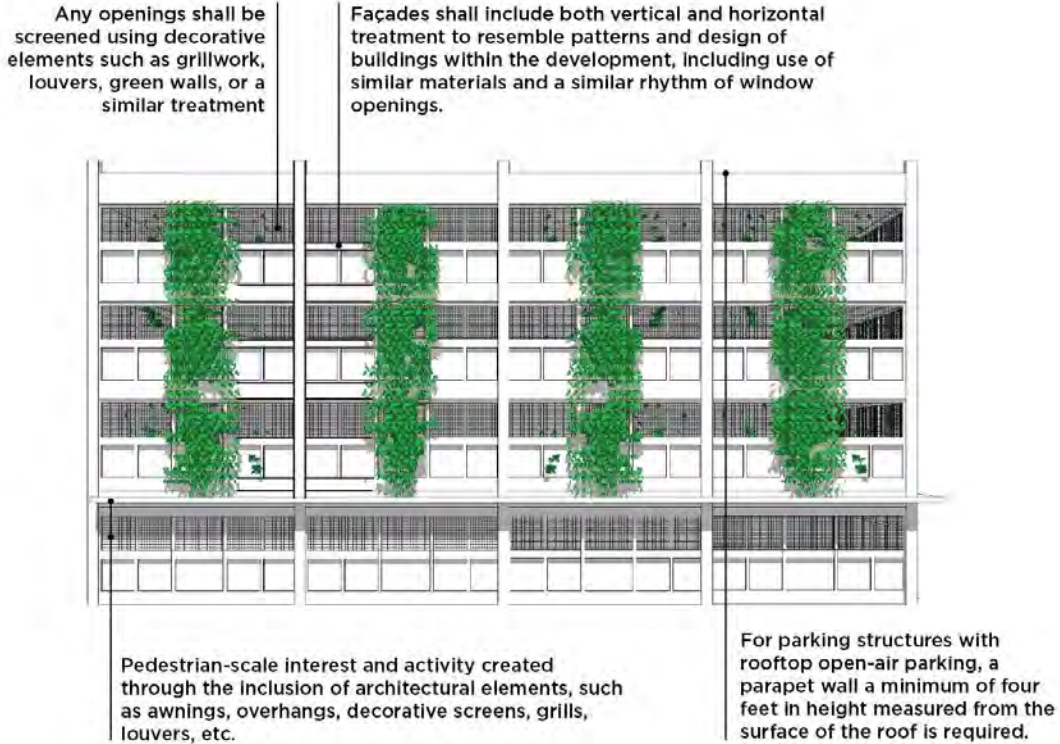 Any openings shall be
screened using decorative
elements such as grillwork,
louvers, green walls, or a
similar treatment
Façades shall include both vertical and horizontal
treatment to resemble patterns and design of
buildings within the development, including use of
similar materials and a similar rhythm of window
openings.
Pedestrian-scale interest and activity created
through the inclusion of architectural elements, such
as awnings, overhangs, decorative screens, grills,
louvers, etc.
For parking structures with
rooftop open-air parking, a
parapet wall a minimum of four
feet in height measured from the
surface of the roof is required.